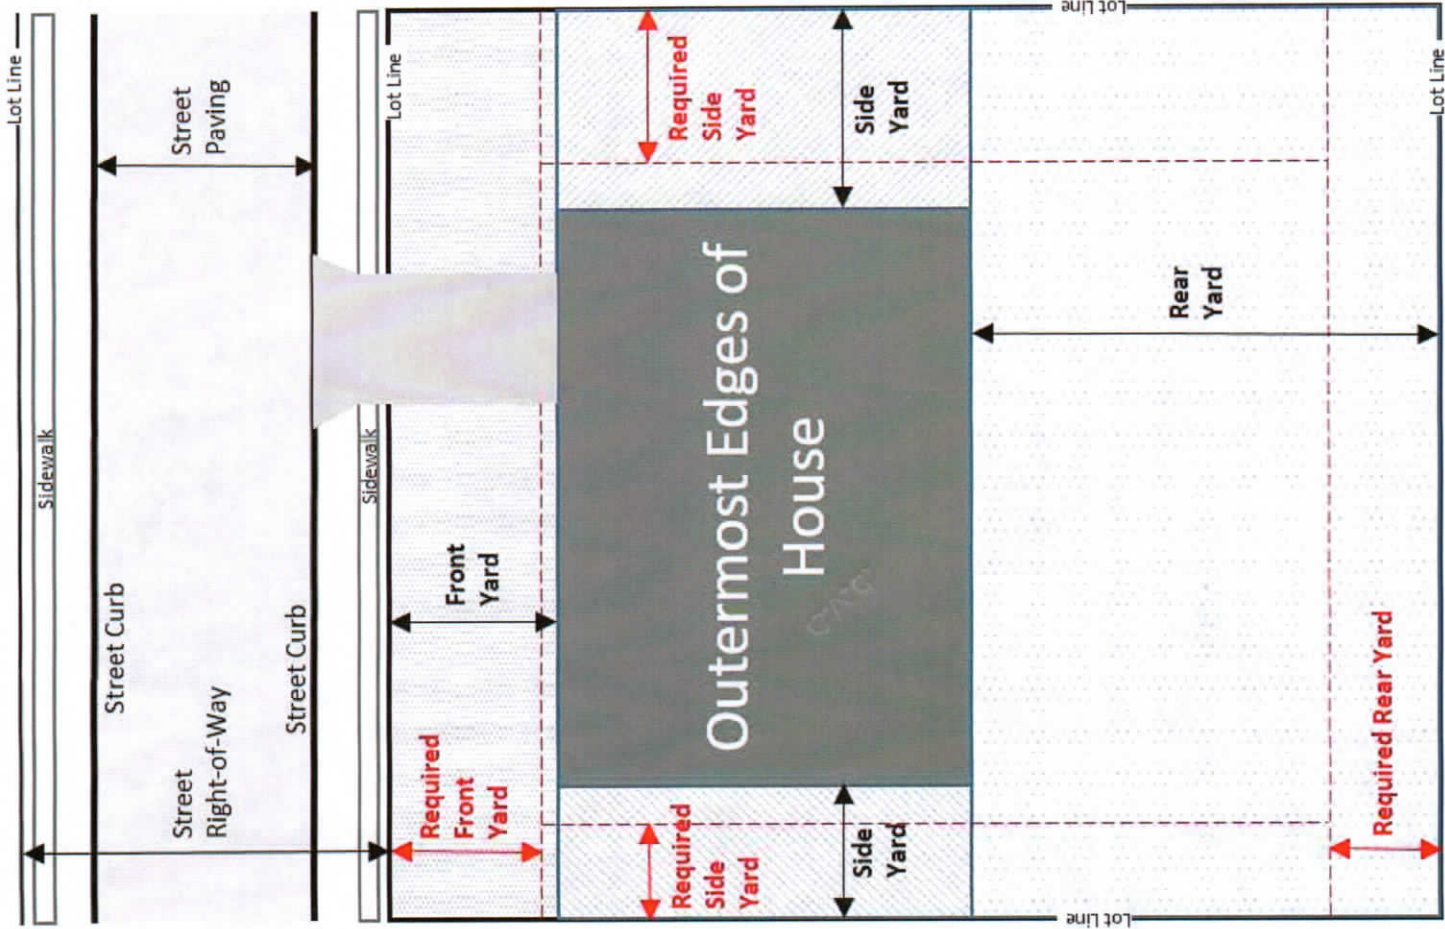 Lot Line
Sidewalk
Street Curb
Street
Paving
Street
Right-of-Way
Street Curb
Sidewalk
Lot Line
Front
Yard
Required
Front
Yard
Lot Line
Required
Side
Yard
Side
Yard
Outermost Edges of
House
Required
Side
Yard
Side
Yard
Rear
Yard
Required Rear Yard
Lot Line
Lot Line